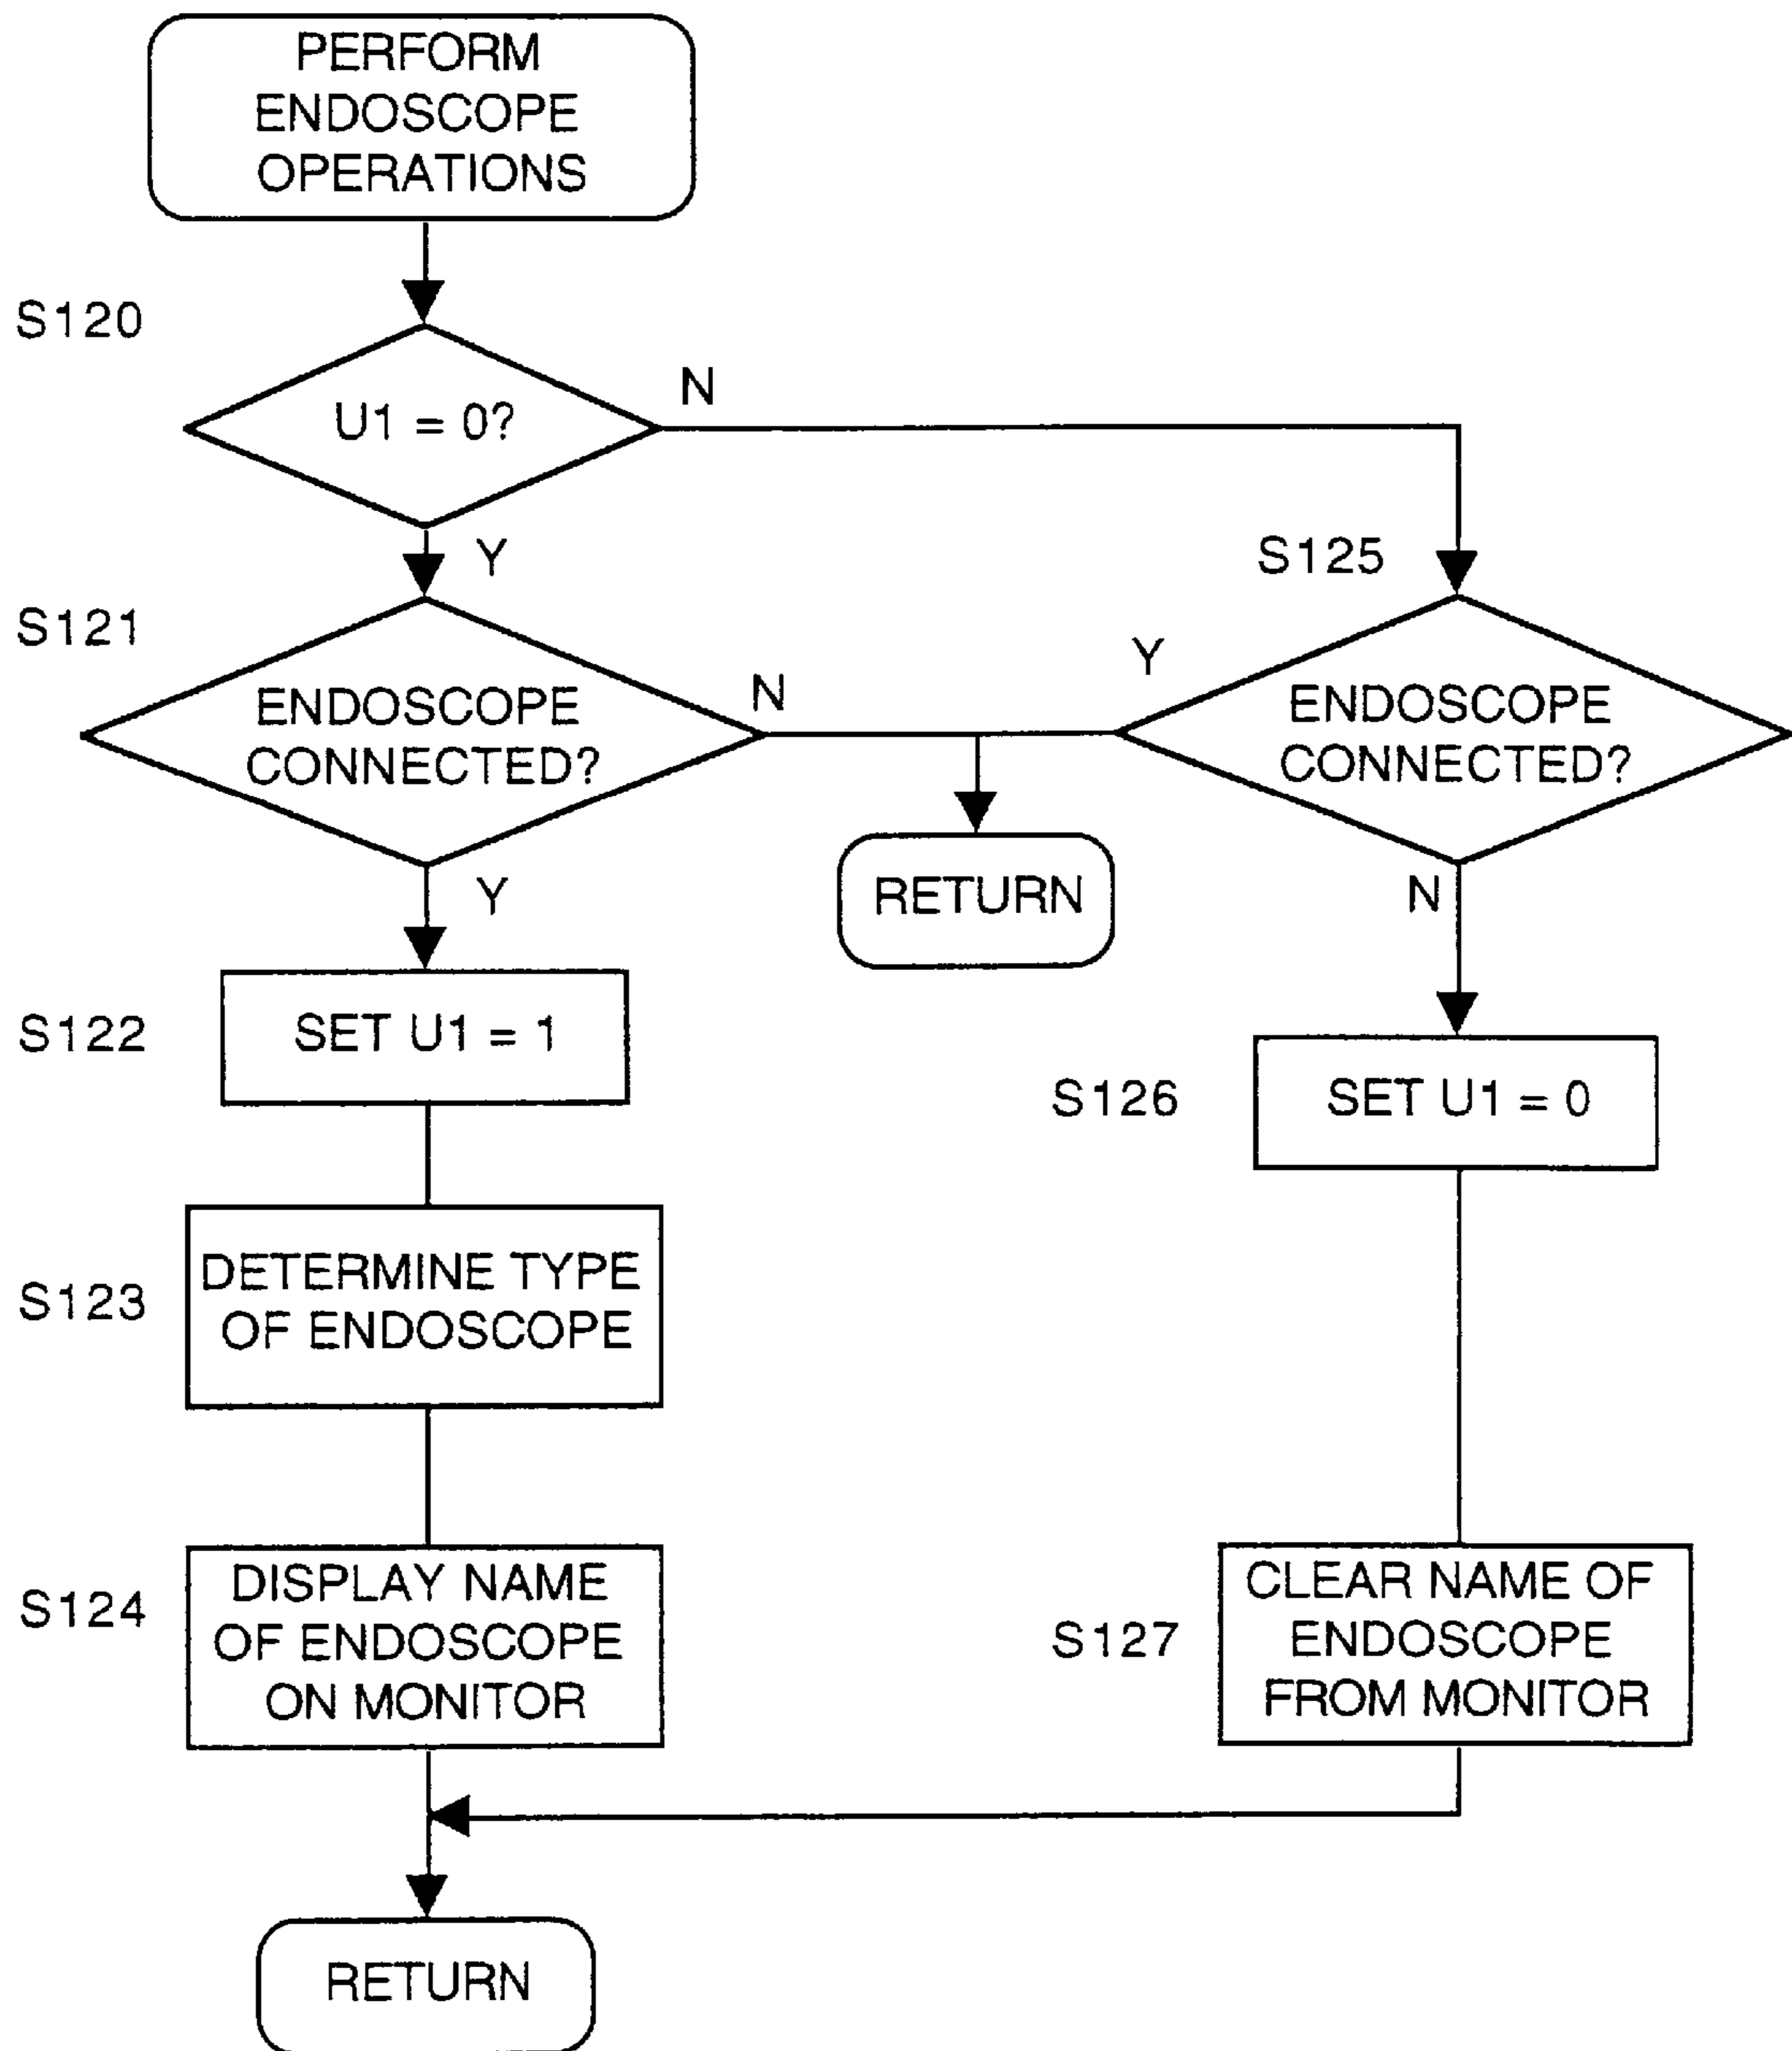 PERFORM
ENDOSCOPE
OPERATIONS
S120
U1 = 0?
N
Y
S121
ENDOSCOPE
CONNECTED?
N
Y
S125
Y
ENDOSCOPE
CONNECTED?
N
RETURN
S122
SET U1 = 1
S126
SET U1 = 0
S123
DETERMINE TYPE
OF ENDOSCOPE
S124
DISPLAY NAME
OF ENDOSCOPE
ON MONITOR
S127
CLEAR NAME OF
ENDOSCOPE
FROM MONITOR
RETURN